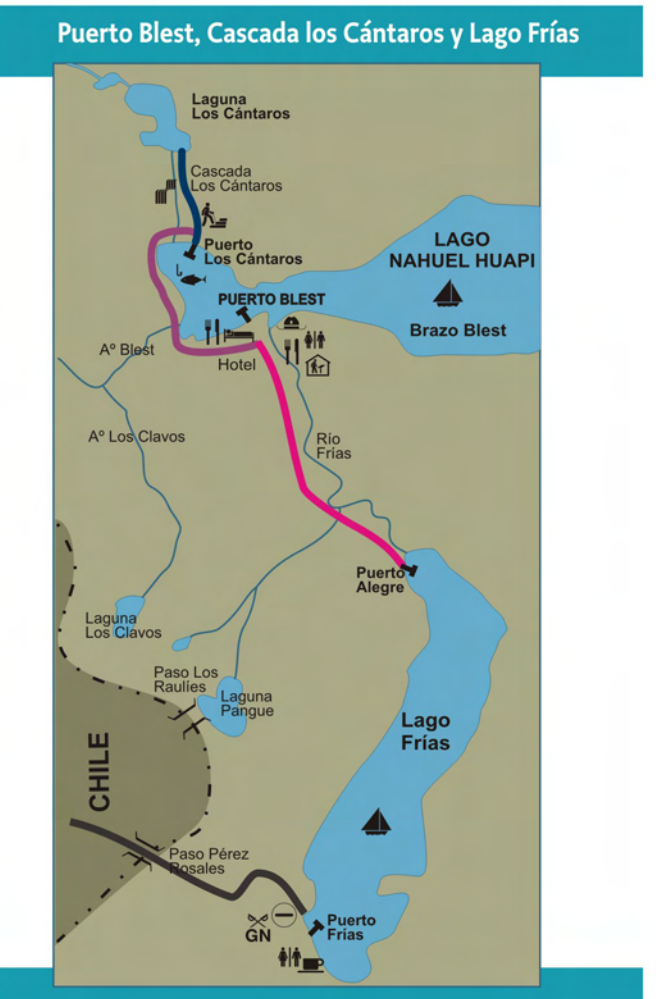 Puerto Blest, Cascada los Cántaros y Lago Frías
Laguna
Los Cántaros
Cascada
Los Cántaros
Puerto
Los Cántaros
LAGO
NAHUEL HUAPI
PUERTO BLEST
Brazo Blest
Aº Blest
Hotel
Aº Los Clavos
Río
Frías
Puerto
Alegre
Laguna
Los Clavos
Paso Los
Raulíes
Laguna
Pangue
Lago
Frías
CHILE
Paso Pérez
Rosales
Puerto
Frías
GN